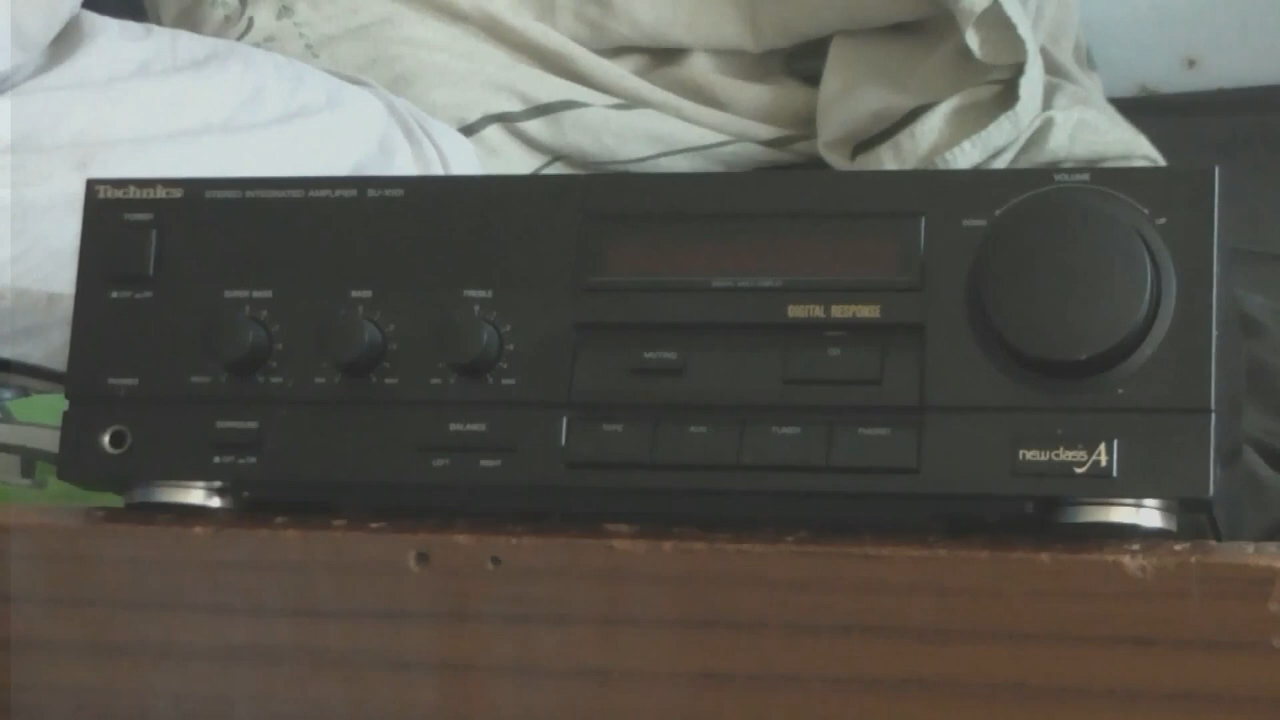 Technics
STEREO INTEGRATED AMPLIFIER
POWER
VOLUME
DOWN
UP
SUPER BASS
BASS
TREBLE
DIGITAL RESPONSE
MUTING
CD
PHONES
SURROUND
BALANCE
LEFT
RIGHT
TAPE
AUX
TUNER
PHONO
new class A